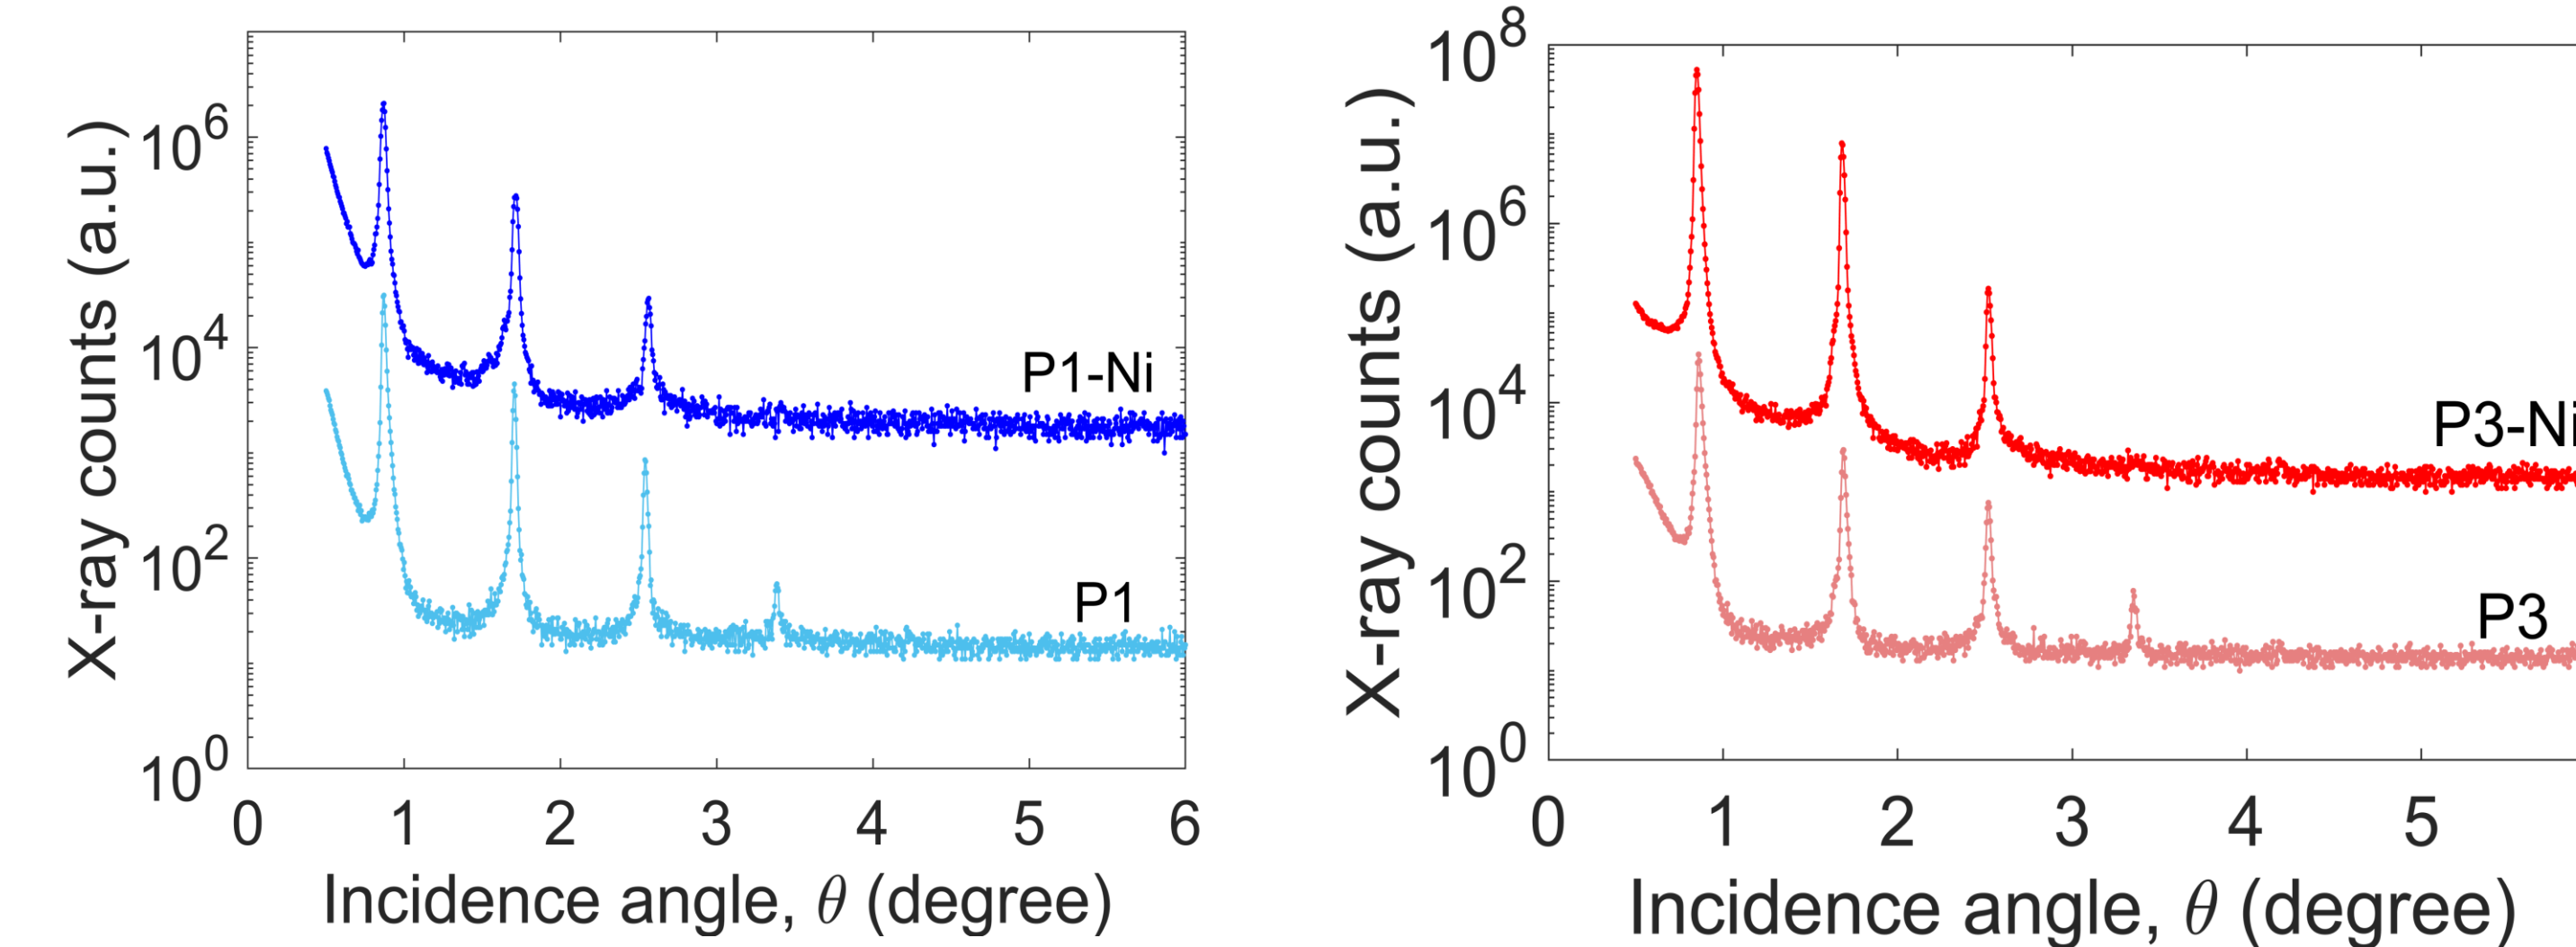 X-ray counts (a.u.)
10^6
10^4
10^2
10^0
P1-Ni
P1
0 1 2 3 4 5 6
Incidence angle, θ (degree)
X-ray counts (a.u.)
10^8
10^6
10^4
10^2
10^0
P3-Ni
P3
0 1 2 3 4 5
Incidence angle, θ (degree)